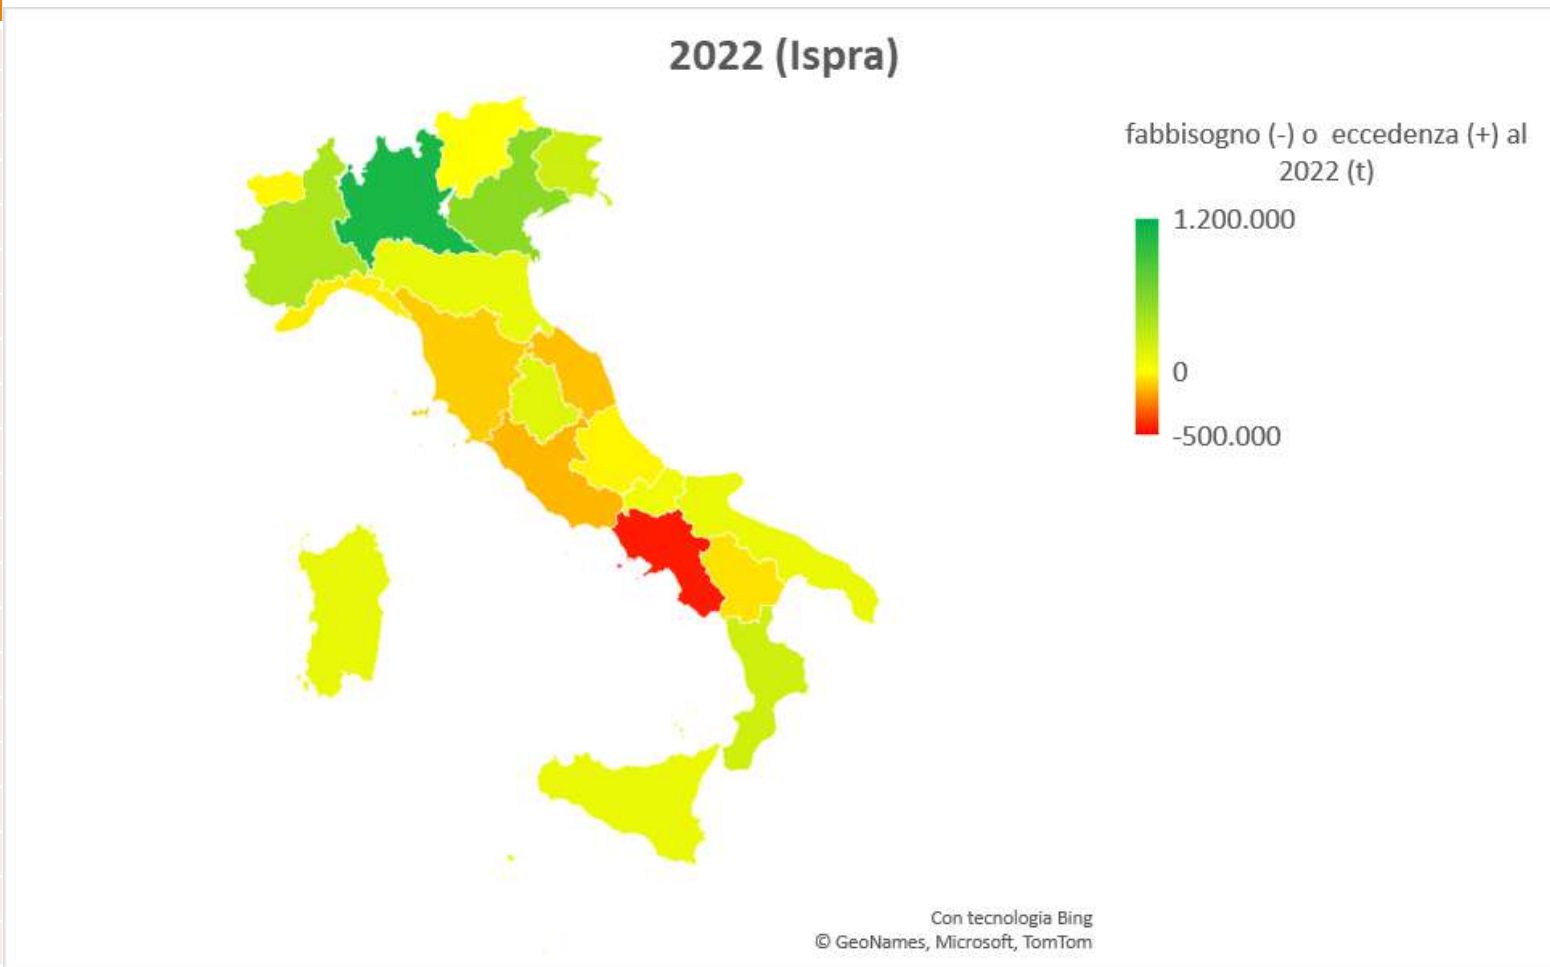 2022 (Ispra)
fabbisogno (-) o eccedenza (+) al
2022 (t)
1.200.000
0
-500.000
Con tecnologia Bing
© GeoNames, Microsoft, TomTom